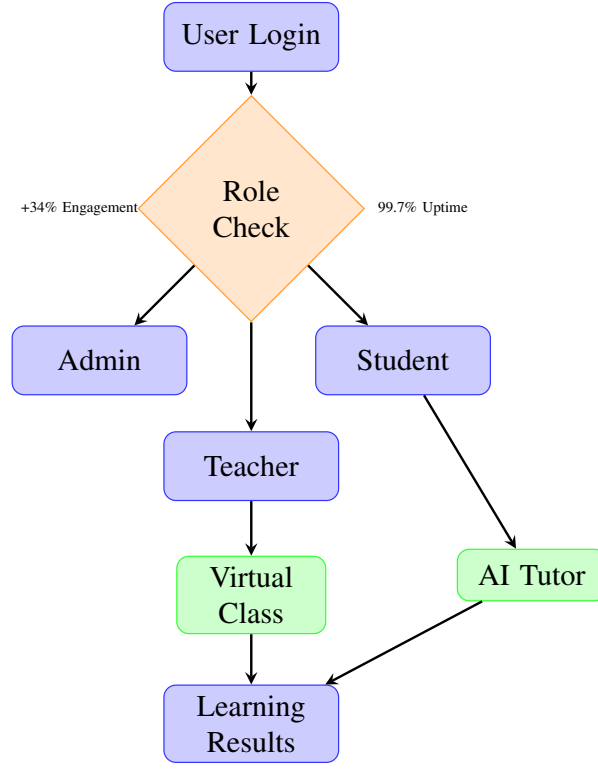 User Login
+34% Engagement
Role
Check
99.7% Uptime
Admin
Student
Teacher
Virtual
Class
AI Tutor
Learning
Results